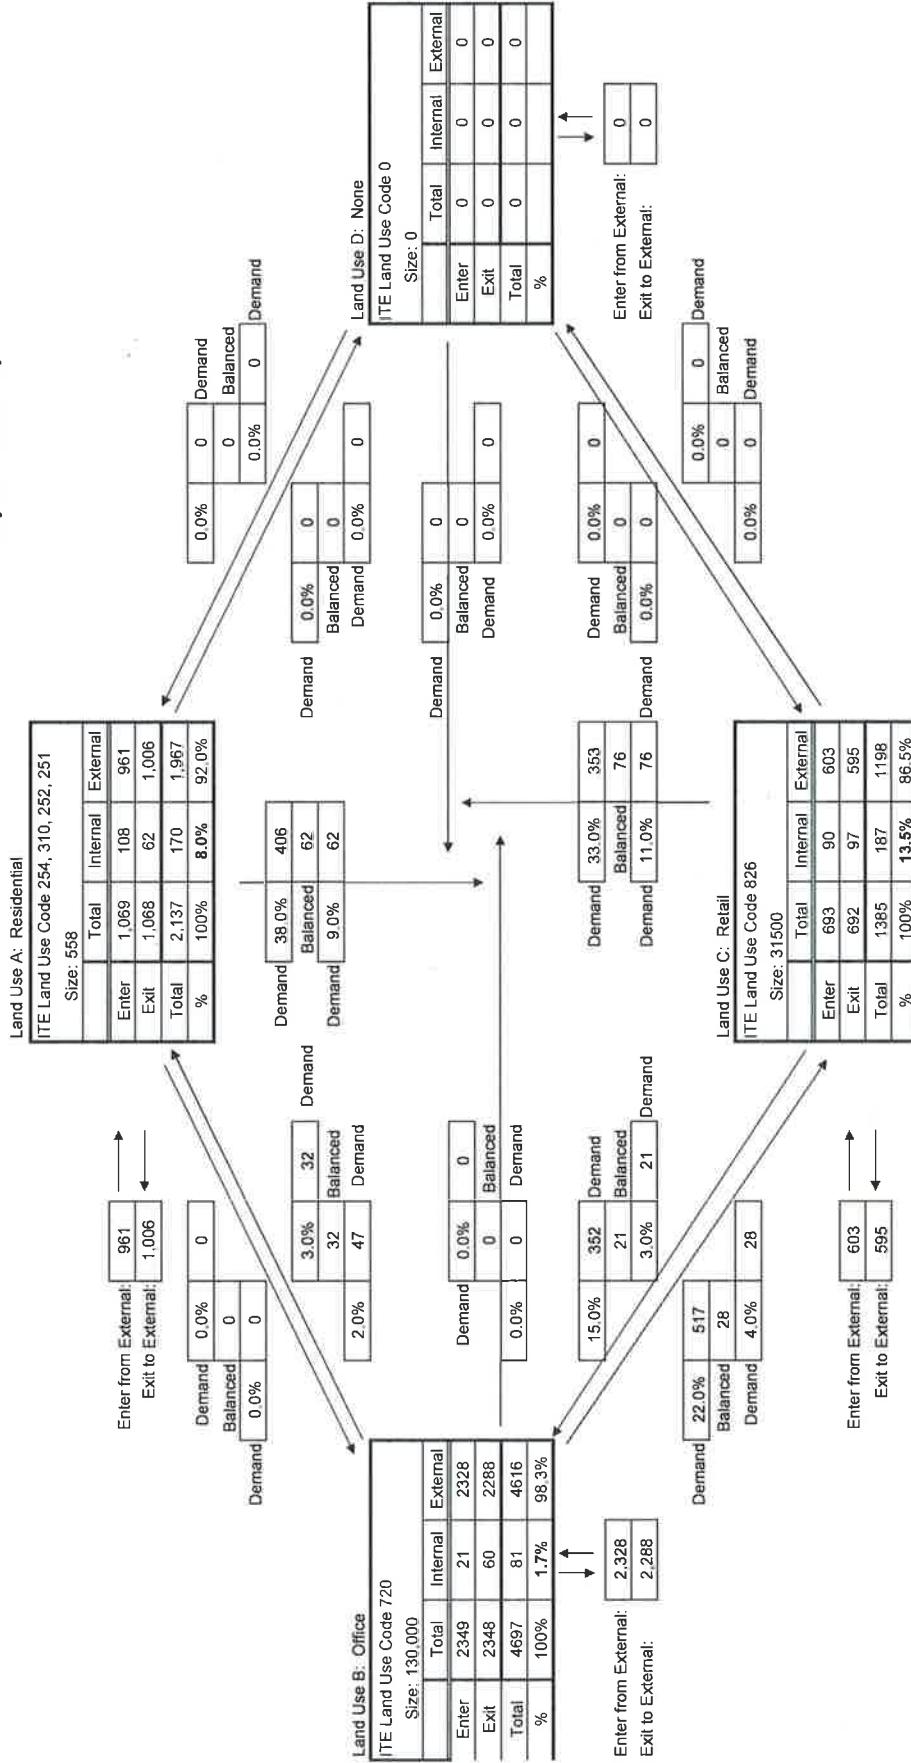 Land Use A: Residential
ITE Land Use Code 254, 310, 252, 251
Size: 558
Total Internal External
Enter 1,069 108 961
Exit 1,068 62 1,006
Total 2,137 170 1,967
% 100% 8.0% 92.0%
Enter from External: 961
Exit to External: 1,006
Demand 0.0% 0
Balanced 0
Demand 0.0% 0
3.0% 32 Demand
32 Balanced
2.0% 47 Demand
Demand 38.0% 406
Balanced 62
Demand 9.0% 62
0.0% 0 Demand
0 Balanced
0.0% 0 Demand
Demand 0.0% 0
Balanced 0
Demand 0.0% 0
Land Use B: Office
ITE Land Use Code 720
Size: 130,000
Total Internal External
Enter 2349 21 2328
Exit 2348 60 2288
Total 4697 81 4616
% 100% 1.7% 98.3%
Enter from External: 2,328
Exit to External: 2,288
Demand 0.0% 0
0 Balanced
0.0% 0 Demand
Demand 0.0% 0
Balanced 0
Demand 0.0% 0
Land Use D: None
ITE Land Use Code 0
Size: 0
Total Internal External
Enter 0 0 0
Exit 0 0 0
Total 0 0 0
%
Enter from External: 0
Exit to External: 0
15.0% 352 Demand
21 Balanced
3.0% 21 Demand
Demand 22.0% 517
Balanced 28
Demand 4.0% 28
Demand 33.0% 353
Balanced 76
Demand 11.0% 76
Demand 0.0% 0
Balanced 0
Demand 0.0% 0
0.0% 0 Demand
0 Balanced
0.0% 0 Demand
Land Use C: Retail
ITE Land Use Code 826
Size: 31500
Total Internal External
Enter 693 90 603
Exit 692 97 595
Total 1385 187 1198
% 100% 13.5% 86.5%
Enter from External: 603
Exit to External: 595